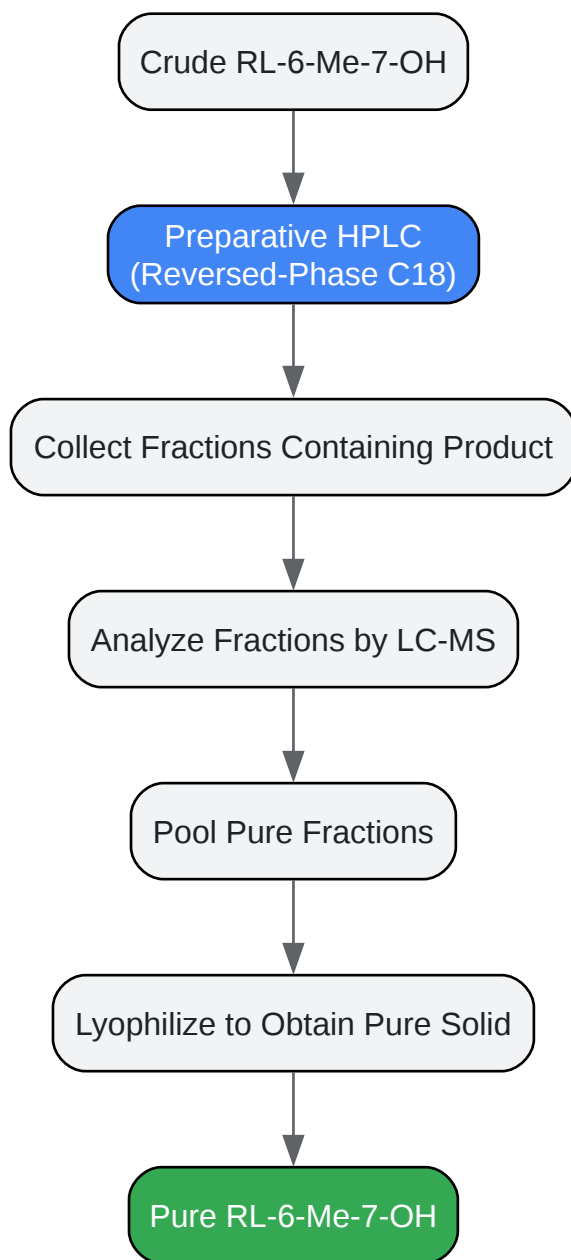 Crude RL-6-Me-7-OH
Preparative HPLC
(Reversed-Phase C18)
Collect Fractions Containing Product
Analyze Fractions by LC-MS
Pool Pure Fractions
Lyophilize to Obtain Pure Solid
Pure RL-6-Me-7-OH